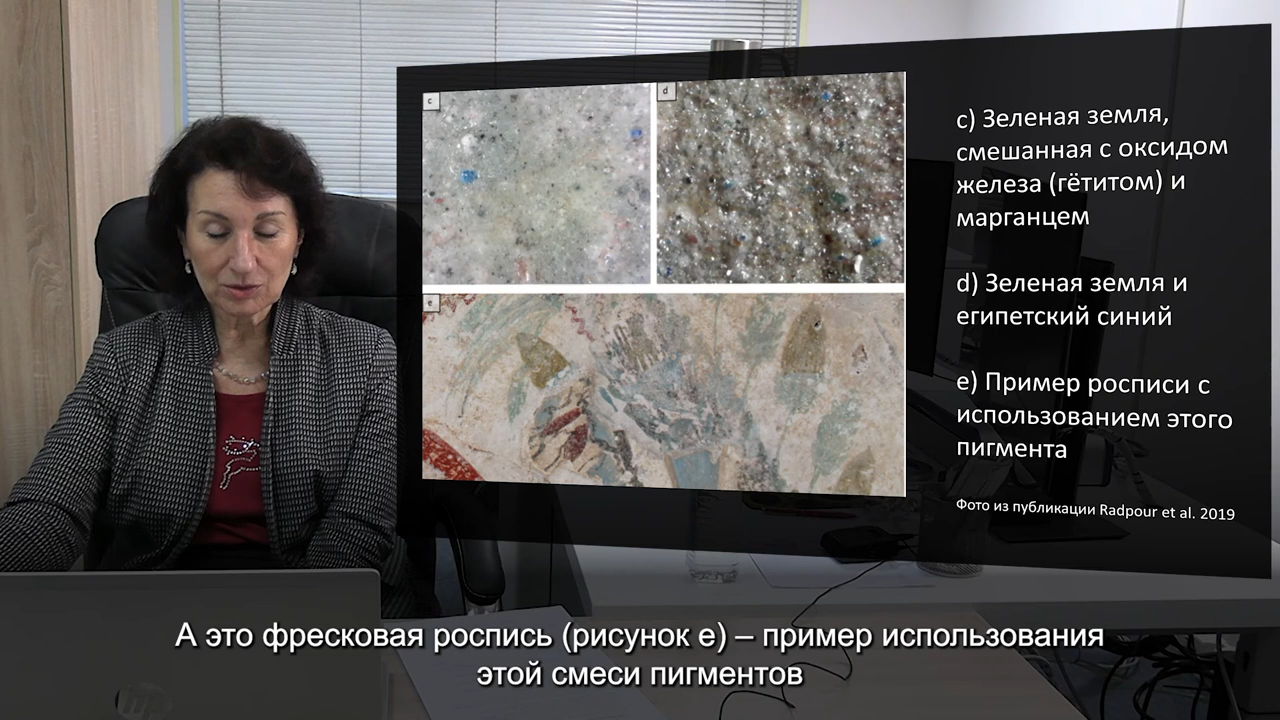 c
d
e
c) Зеленая земля,
смешанная с оксидом
железа (гётитом) и
марганцем
d) Зеленая земля и
египетский синий
e) Пример росписи с
использованием этого
пигмента
Фото из публикации Radpour et al. 2019
А это фресковая роспись (рисунок е) – пример использования
этой смеси пигментов